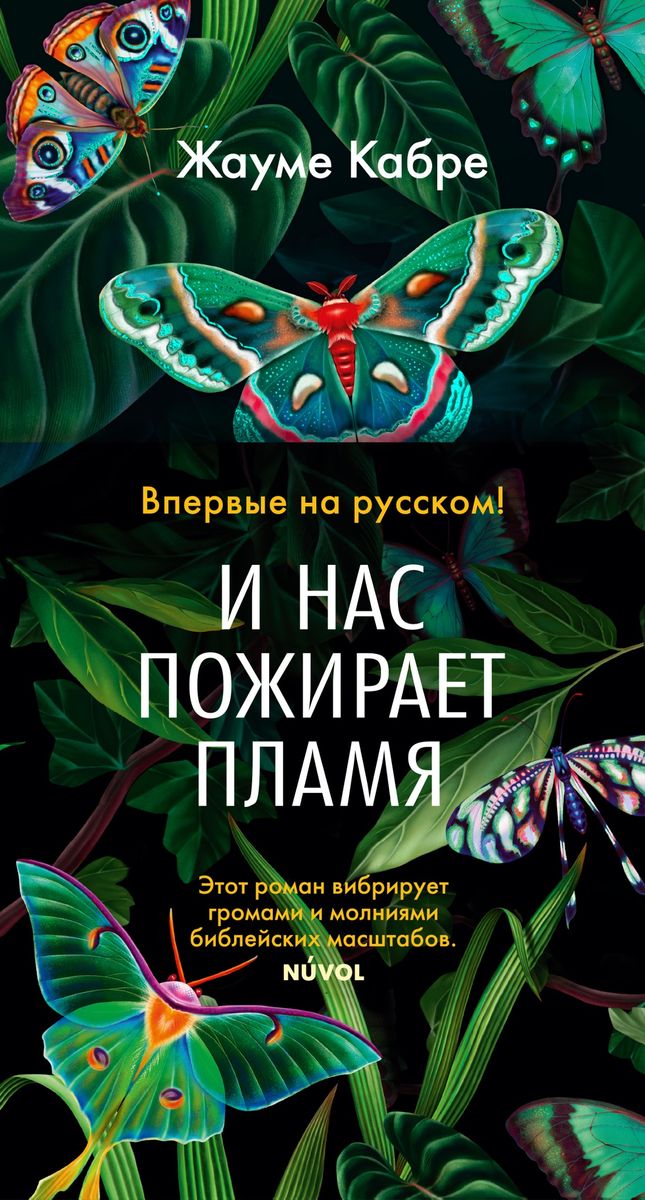 Жауме Кабре
Впервые на русском!
И НАС
ПОЖИРАЕТ
ПЛАМЯ
Этот роман вибрирует
громами и молниями
библейских масштабов.
NÚVOL